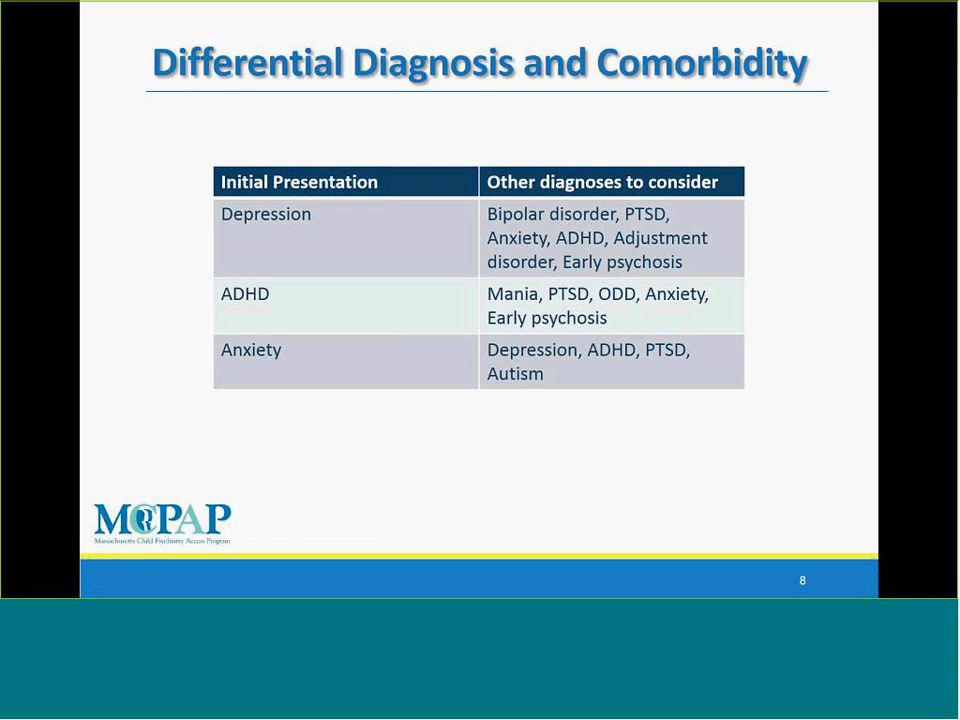 Differential Diagnosis and Comorbidity
Initial Presentation
Other diagnoses to consider
Depression
Bipolar disorder, PTSD,
Anxiety, ADHD, Adjustment
disorder, Early psychosis
ADHD
Mania, PTSD, ODD, Anxiety,
Early psychosis
Anxiety
Depression, ADHD, PTSD,
Autism
MCPAP
Massachusetts Child Psychiatry Access Program
8